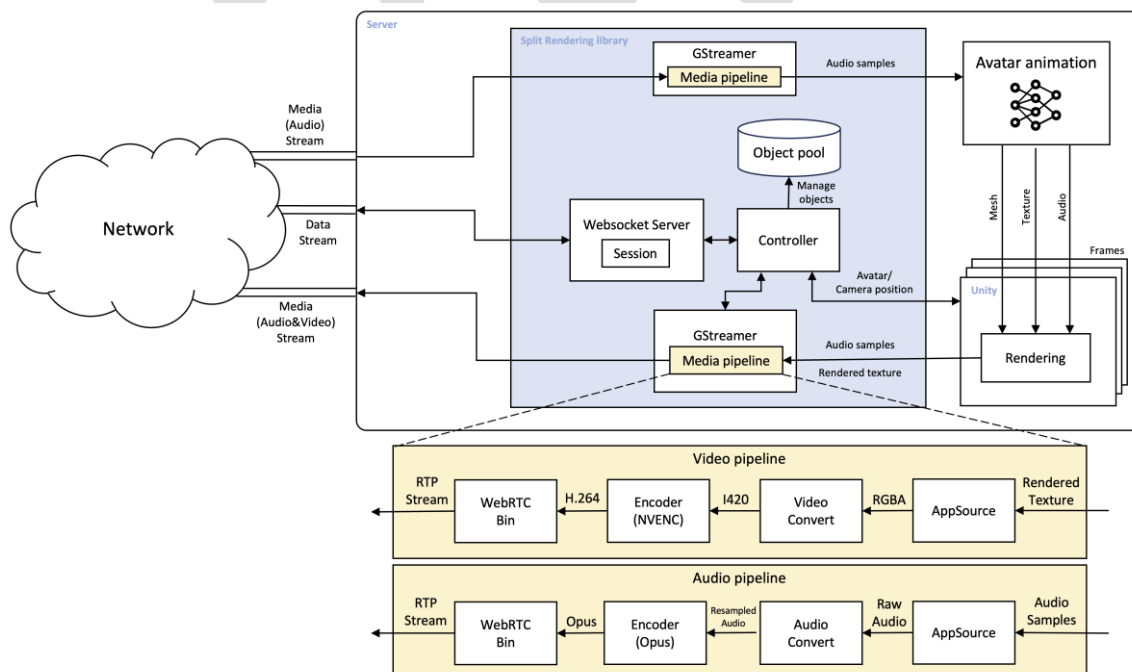 Server
Split Rendering library
GStreamer
Media pipeline
Audio samples
Avatar animation
Media
(Audio)
Stream
Object pool
Manage
objects
Mesh
Texture
Audio
Network
Data
Stream
Websocket Server
Session
Controller
Frames
Avatar/
Camera position
Unity
Media
(Audio&Video)
Stream
GStreamer
Media pipeline
Audio samples
Rendered texture
Rendering
Video pipeline
RTP
Stream
WebRTC
Bin
H.264
Encoder
(NVENC)
I420
Video
Convert
RGBA
AppSource
Rendered
Texture
Audio pipeline
RTP
Stream
WebRTC
Bin
Opus
Encoder
(Opus)
Resampled
Audio
Audio
Convert
Raw
Audio
AppSource
Audio
Samples